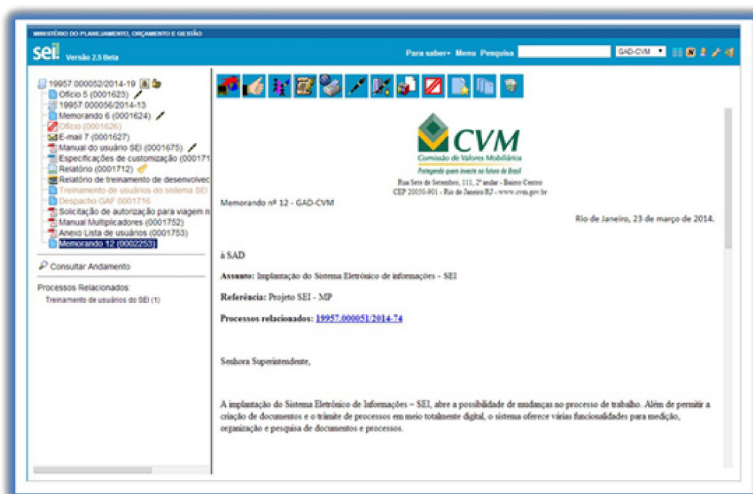 MINISTÉRIO DO PLANEJAMENTO, ORÇAMENTO E GESTÃO
sei! Versão 2.5 Beta
Para saber+ Menu Pesquisa GAD-CVM
19957.000052/2014-19
Ofício 5 (0001623)
19957.000056/2014-13
Memorando 6 (0001624)
Ofício (0001626)
E-mail 7 (0001627)
Manual do usuário SEI (0001675)
Especificações de customização (000171
Relatório (0001712)
Relatório de treinamento de desenvolvec
Treinamento de usuários do sistema SEI
Despacho GAF 0001716
Solicitação de autorização para viagem n
Manual Multiplicadores (0001752)
Anexo Lista de usuários (0001753)
Memorando 12 (0002253)
Consultar Andamento
Processos Relacionados:
Treinamento de usuários do SEI (1)
CVM
Comissão de Valores Mobiliários
Protegendo quem investe no futuro do Brasil
Rua Sete de Setembro, 111, 2º andar - Bairro Centro
CEP 20050-901 - Rio de Janeiro RJ - www.cvm.gov.br
Memorando nº 12 - GAD-CVM
Rio de Janeiro, 23 de março de 2014.
à SAD
Assunto: Implantação do Sistema Eletrônico de informações - SEI
Referência: Projeto SEI - MP
Processos relacionados: 19957.000051/2014-74
Senhora Superintendente,
A implantação do Sistema Eletrônico de Informações – SEI, abre a possibilidade de mudanças no processo de trabalho. Além de permitir a
criação de documentos e o trâmite de processos em meio totalmente digital, o sistema oferece várias funcionalidades para medição,
organização e pesquisa de documentos e processos.